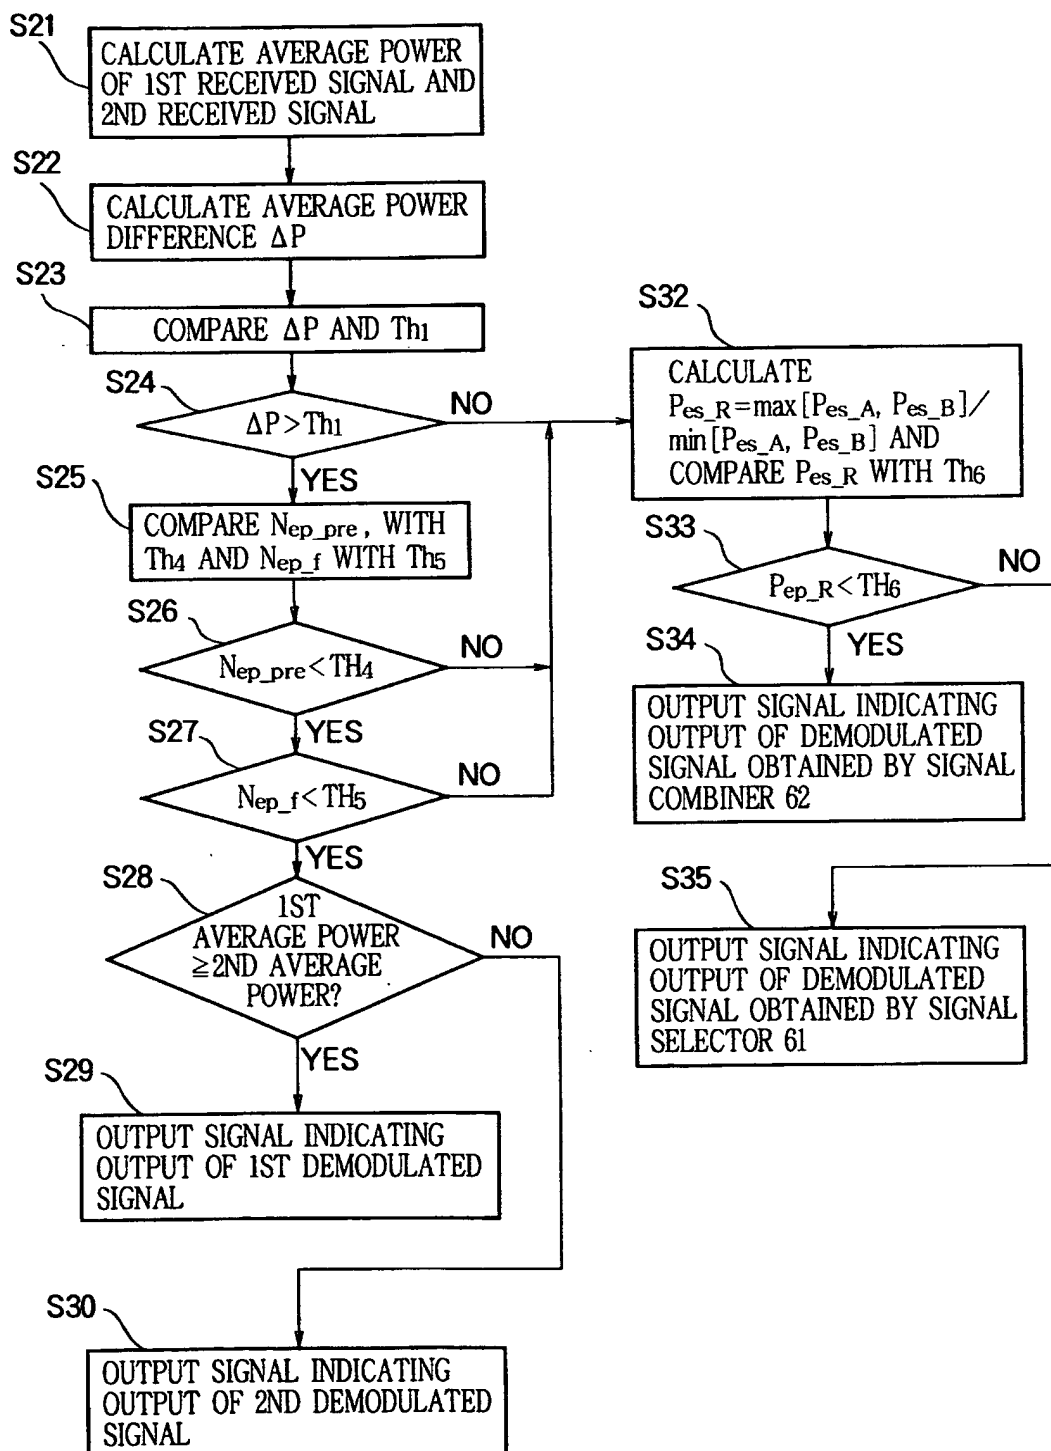 S21
CALCULATE AVERAGE POWER
OF 1ST RECEIVED SIGNAL AND
2ND RECEIVED SIGNAL
S22
CALCULATE AVERAGE POWER
DIFFERENCE ΔP
S23
COMPARE ΔP AND Th1
S24
ΔP>Th1
NO
YES
S25
COMPARE Nep_pre, WITH
Th4 AND Nep_f WITH Th5
S26
Nep_pre<TH4
NO
YES
S27
Nep_f<TH5
NO
YES
S28
1ST
AVERAGE POWER
≧2ND AVERAGE
POWER?
NO
YES
S29
OUTPUT SIGNAL INDICATING
OUTPUT OF 1ST DEMODULATED
SIGNAL
S30
OUTPUT SIGNAL INDICATING
OUTPUT OF 2ND DEMODULATED
SIGNAL
S32
CALCULATE
Pes_R=max[Pes_A, Pes_B]/
min[Pes_A, Pes_B] AND
COMPARE Pes_R WITH Th6
S33
Pep_R<TH6
NO
YES
S34
OUTPUT SIGNAL INDICATING
OUTPUT OF DEMODULATED
SIGNAL OBTAINED BY SIGNAL
COMBINER 62
S35
OUTPUT SIGNAL INDICATING
OUTPUT OF DEMODULATED
SIGNAL OBTAINED BY SIGNAL
SELECTOR 61